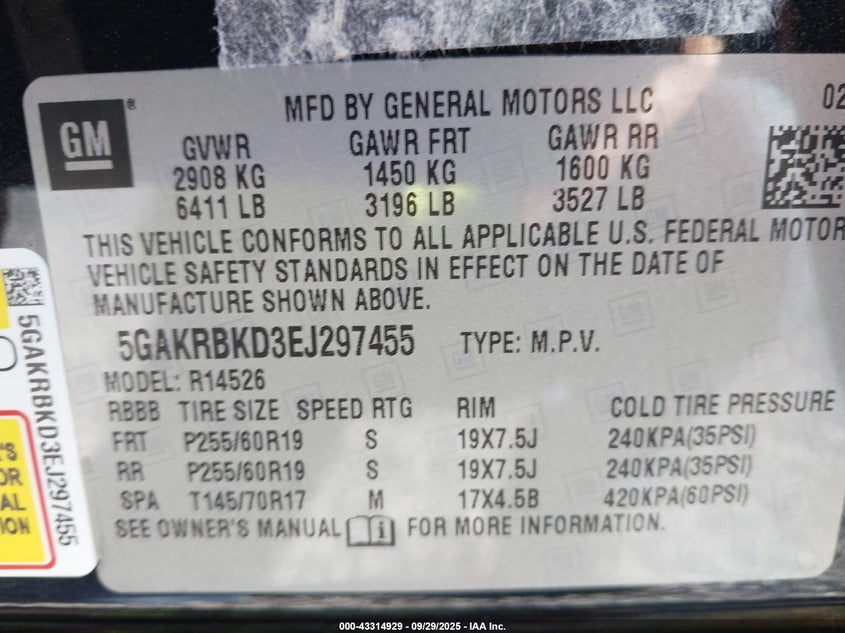 MFD BY GENERAL MOTORS LLC 02
GM ®
GVWR GAWR FRT GAWR RR
2908 KG 1450 KG 1600 KG
6411 LB 3196 LB 3527 LB
THIS VEHICLE CONFORMS TO ALL APPLICABLE U.S. FEDERAL MOTOR
VEHICLE SAFETY STANDARDS IN EFFECT ON THE DATE OF
MANUFACTURE SHOWN ABOVE.
5GAKRBKD3EJ297455 TYPE: M.P.V.
MODEL: R14526
RBBB TIRE SIZE SPEED RTG RIM COLD TIRE PRESSURE
FRT P255/60R19 S 19X7.5J 240KPA(35PSI)
RR P255/60R19 S 19X7.5J 240KPA(35PSI)
SPA T145/70R17 M 17X4.5B 420KPA(60PSI)
SEE OWNER'S MANUAL i FOR MORE INFORMATION.
5GAKRBKD3EJ297455
'S
OR
AL
ION
000-43314929 - 09/29/2025 - IAA Inc.